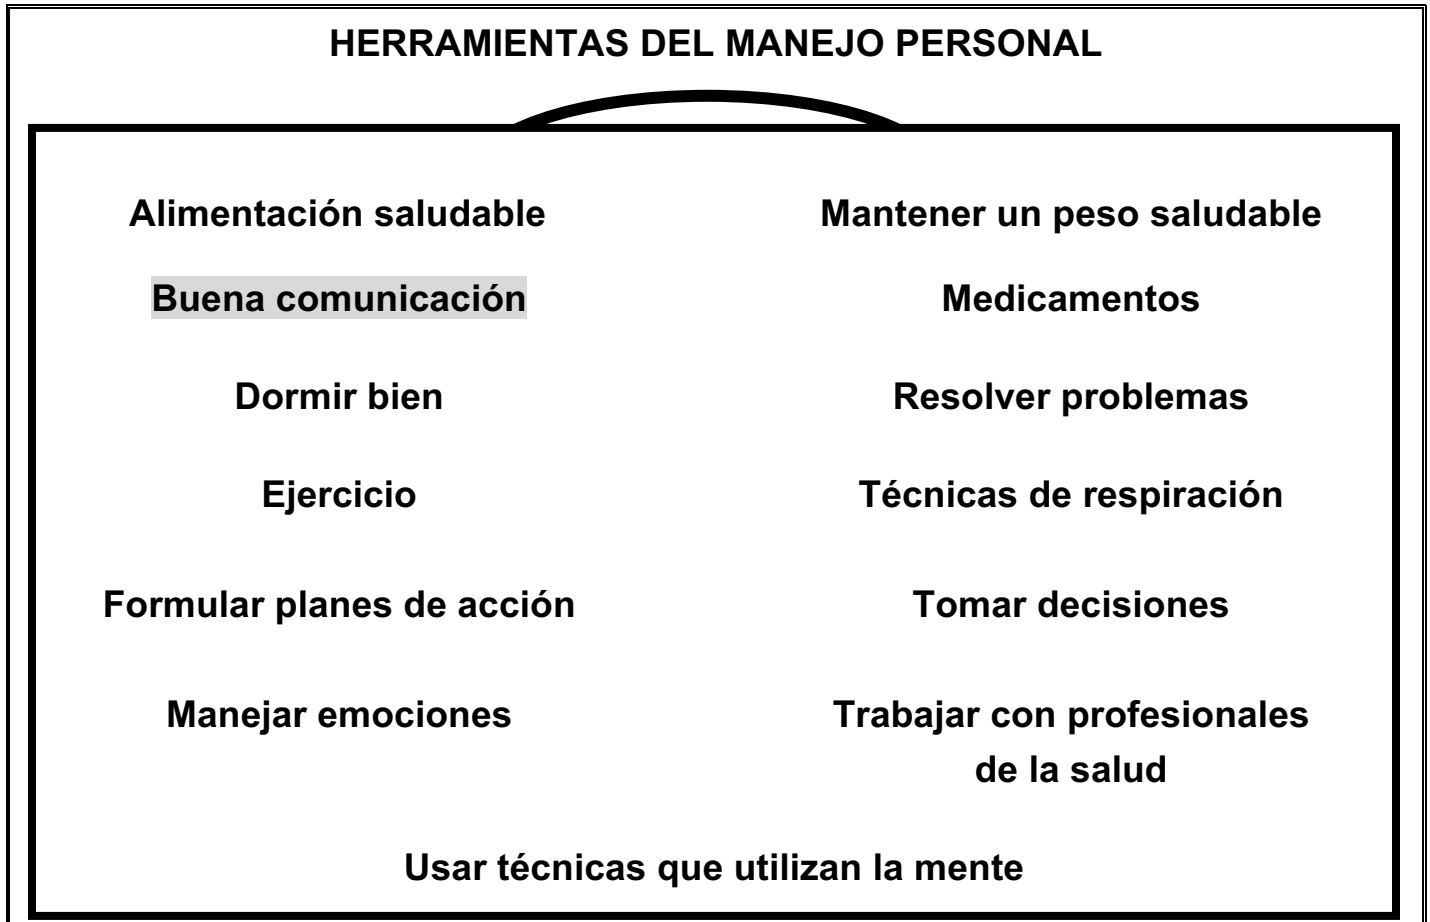 HERRAMIENTAS DEL MANEJO PERSONAL
Alimentación saludable
Mantener un peso saludable
Buena comunicación
Medicamentos
Dormir bien
Resolver problemas
Ejercicio
Técnicas de respiración
Formular planes de acción
Tomar decisiones
Manejar emociones
Trabajar con profesionales
de la salud
Usar técnicas que utilizan la mente